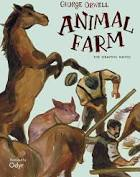 GEORGE ORWELL
ANIMAL
FARM
THE GRAPHIC NOVEL
Odyr